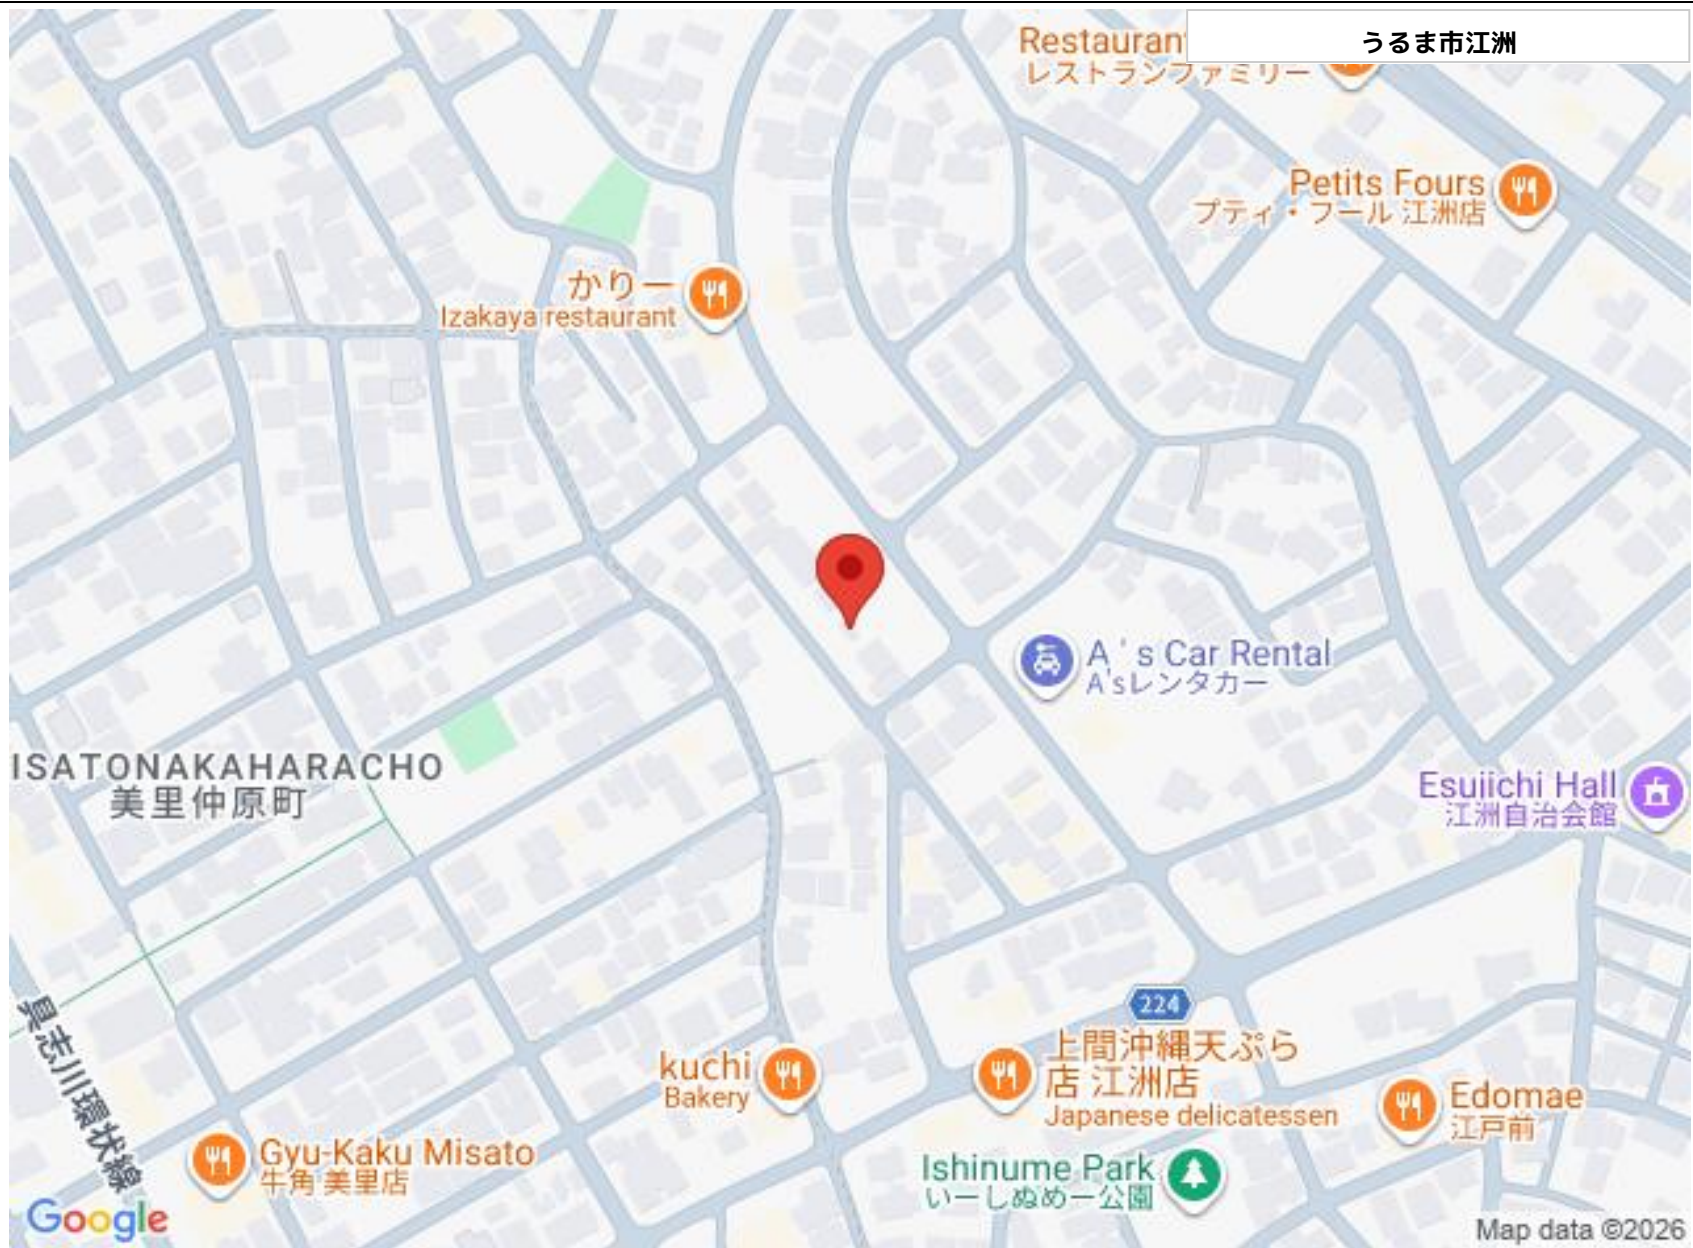 うるま市江洲
Restauran
レストランファミリー
Petits Fours
プティ・フール 江洲店
かりー
Izakaya restaurant
A's Car Rental
A'sレンタカー
ISATONAKAHARACHO
美里仲原町
Esujichi Hall
江洲自治会館
224
具志川環状線
kuchi
Bakery
上間沖縄天ぷら
店 江洲店
Japanese delicatessen
Edomae
江戸前
Gyu-Kaku Misato
牛角 美里店
Ishinume Park
いーしぬめー公園
Google
Map data ©2026